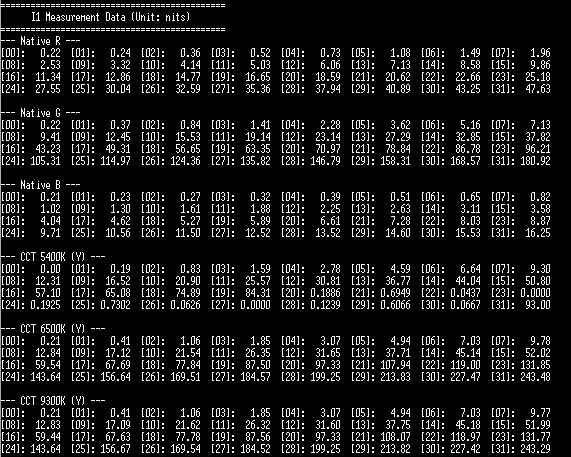 ==========================================
I1 Measurement Data (Unit: nits)
==========================================
--- Native R ---
[00]: 0.22 [01]: 0.24 [02]: 0.36 [03]: 0.52 [04]: 0.73 [05]: 1.08 [06]: 1.49 [07]: 1.96
[08]: 2.53 [09]: 3.32 [10]: 4.14 [11]: 5.03 [12]: 6.06 [13]: 7.13 [14]: 8.58 [15]: 9.86
[16]: 11.34 [17]: 12.86 [18]: 14.77 [19]: 16.65 [20]: 18.59 [21]: 20.62 [22]: 22.66 [23]: 25.18
[24]: 27.55 [25]: 30.04 [26]: 32.59 [27]: 35.36 [28]: 37.94 [29]: 40.89 [30]: 43.25 [31]: 47.63
--- Native G ---
[00]: 0.22 [01]: 0.37 [02]: 0.84 [03]: 1.41 [04]: 2.28 [05]: 3.62 [06]: 5.16 [07]: 7.13
[08]: 9.41 [09]: 12.45 [10]: 15.53 [11]: 19.14 [12]: 23.14 [13]: 27.29 [14]: 32.85 [15]: 37.82
[16]: 43.23 [17]: 49.31 [18]: 56.65 [19]: 63.35 [20]: 70.97 [21]: 78.84 [22]: 86.78 [23]: 96.21
[24]: 105.31 [25]: 114.97 [26]: 124.36 [27]: 135.82 [28]: 146.79 [29]: 158.31 [30]: 168.57 [31]: 180.92
--- Native B ---
[00]: 0.21 [01]: 0.23 [02]: 0.27 [03]: 0.32 [04]: 0.39 [05]: 0.51 [06]: 0.65 [07]: 0.82
[08]: 1.02 [09]: 1.30 [10]: 1.61 [11]: 1.88 [12]: 2.25 [13]: 2.63 [14]: 3.11 [15]: 3.58
[16]: 4.04 [17]: 4.62 [18]: 5.27 [19]: 5.89 [20]: 6.61 [21]: 7.28 [22]: 8.03 [23]: 8.87
[24]: 9.71 [25]: 10.56 [26]: 11.50 [27]: 12.52 [28]: 13.52 [29]: 14.60 [30]: 15.53 [31]: 16.25
--- CCT 5400K (Y) ---
[00]: 0.00 [01]: 0.19 [02]: 0.83 [03]: 1.59 [04]: 2.78 [05]: 4.59 [06]: 6.64 [07]: 9.30
[08]: 12.31 [09]: 16.52 [10]: 20.90 [11]: 25.57 [12]: 30.81 [13]: 36.77 [14]: 44.04 [15]: 50.80
[16]: 57.10 [17]: 65.08 [18]: 74.89 [19]: 84.31 [20]: 0.1886 [21]: 0.6949 [22]: 0.0437 [23]: 0.0000
[24]: 0.1925 [25]: 0.7302 [26]: 0.0626 [27]: 0.0000 [28]: 0.1239 [29]: 0.6066 [30]: 0.0667 [31]: 93.00
--- CCT 6500K (Y) ---
[00]: 0.21 [01]: 0.41 [02]: 1.06 [03]: 1.85 [04]: 3.07 [05]: 4.94 [06]: 7.03 [07]: 9.78
[08]: 12.84 [09]: 17.12 [10]: 21.54 [11]: 26.35 [12]: 31.65 [13]: 37.71 [14]: 45.14 [15]: 52.02
[16]: 59.54 [17]: 67.69 [18]: 77.84 [19]: 87.50 [20]: 97.33 [21]: 107.94 [22]: 119.00 [23]: 131.85
[24]: 143.64 [25]: 156.64 [26]: 169.51 [27]: 184.57 [28]: 199.25 [29]: 213.83 [30]: 227.47 [31]: 243.48
--- CCT 9300K (Y) ---
[00]: 0.21 [01]: 0.41 [02]: 1.06 [03]: 1.85 [04]: 3.07 [05]: 4.94 [06]: 7.03 [07]: 9.77
[08]: 12.83 [09]: 17.09 [10]: 21.62 [11]: 26.32 [12]: 31.60 [13]: 37.75 [14]: 45.18 [15]: 51.99
[16]: 59.44 [17]: 67.63 [18]: 77.78 [19]: 87.56 [20]: 97.33 [21]: 108.07 [22]: 118.97 [23]: 131.77
[24]: 143.64 [25]: 156.67 [26]: 169.54 [27]: 184.52 [28]: 199.29 [29]: 213.82 [30]: 227.42 [31]: 243.29